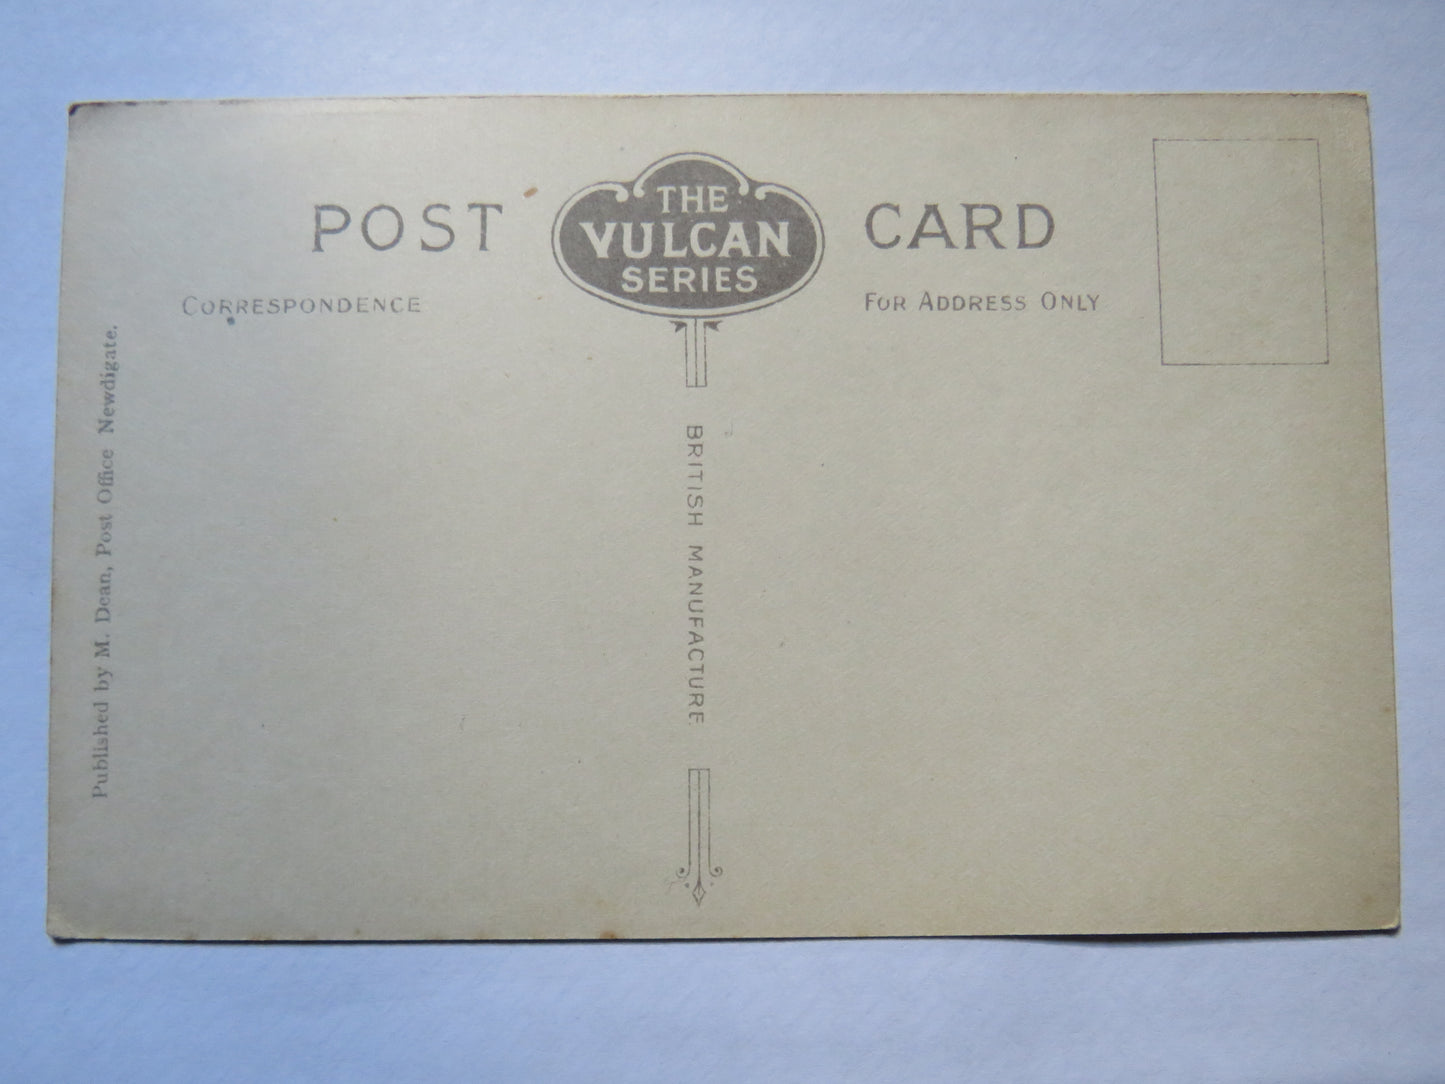 POST CARD
THE
VULCAN
SERIES
CORRESPONDENCE
FOR ADDRESS ONLY
BRITISH MANUFACTURE
Published by M. Dean, Post Office Newdigate.